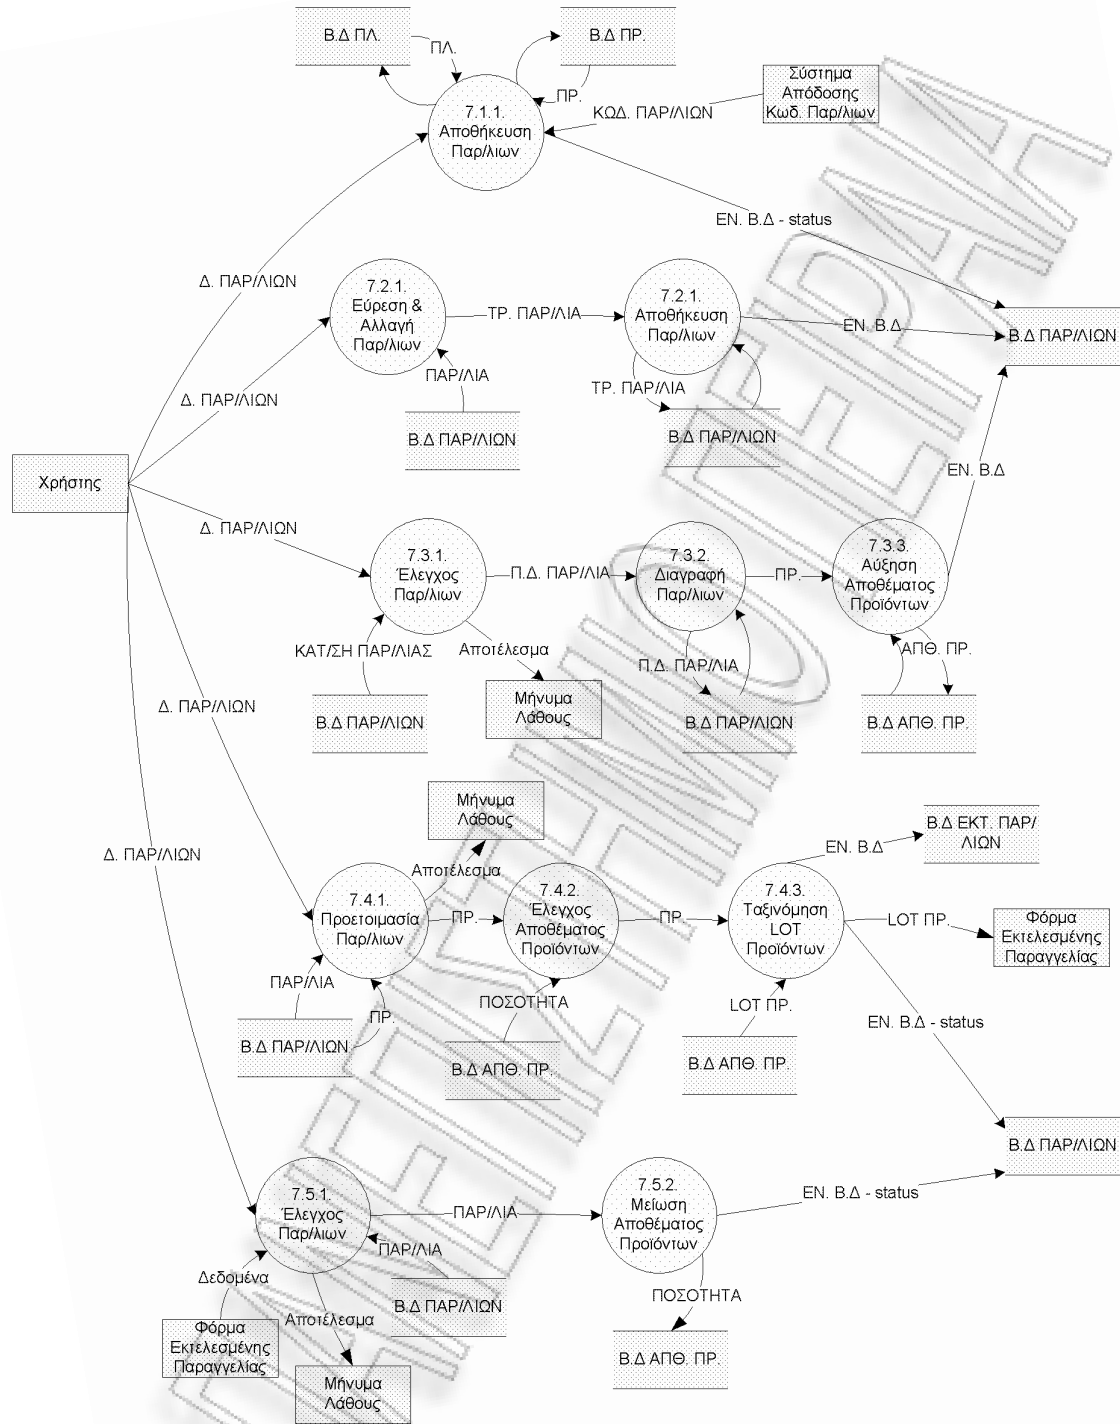 Β.Δ ΠΛ.
ΠΛ.
Β.Δ ΠΡ.
ΠΡ.
Σύστημα
Απόδοσης
Κωδ. Παρ/λιων
ΚΩΔ. ΠΑΡ/ΛΙΩΝ
7.1.1.
Αποθήκευση
Παρ/λιων
ΕΝ. Β.Δ - status
Δ. ΠΑΡ/ΛΙΩΝ
7.2.1.
Εύρεση &
Αλλαγή
Παρ/λιων
ΤΡ. ΠΑΡ/ΛΙΑ
7.2.1.
Αποθήκευση
Παρ/λιων
ΕΝ. Β.Δ
Β.Δ ΠΑΡ/ΛΙΩΝ
ΠΑΡ/ΛΙΑ
ΤΡ. ΠΑΡ/ΛΙΑ
Δ. ΠΑΡ/ΛΙΩΝ
Β.Δ ΠΑΡ/ΛΙΩΝ
Β.Δ ΠΑΡ/ΛΙΩΝ
ΕΝ. Β.Δ
Χρήστης
Δ. ΠΑΡ/ΛΙΩΝ
7.3.1.
Έλεγχος
Παρ/λιων
Π.Δ. ΠΑΡ/ΛΙΑ
7.3.2.
Διαγραφή
Παρ/λιων
ΠΡ.
7.3.3.
Αύξηση
Αποθέματος
Προϊόντων
ΚΑΤ/ΣΗ ΠΑΡ/ΛΙΑΣ
Αποτέλεσμα
Π.Δ. ΠΑΡ/ΛΙΑ
ΑΠΘ. ΠΡ.
Δ. ΠΑΡ/ΛΙΩΝ
Β.Δ ΠΑΡ/ΛΙΩΝ
Μήνυμα
Λάθους
Β.Δ ΠΑΡ/ΛΙΩΝ
Β.Δ ΑΠΘ. ΠΡ.
Μήνυμα
Λάθους
Β.Δ ΕΚΤ. ΠΑΡ/
ΛΙΩΝ
ΕΝ. Β.Δ
Δ. ΠΑΡ/ΛΙΩΝ
Αποτέλεσμα
7.4.1.
Προετοιμασία
Παρ/λιων
ΠΡ.
7.4.2.
Έλεγχος
Αποθέματος
Προϊόντων
ΠΡ.
7.4.3.
Ταξινόμηση
LOT
Προϊόντων
LOT ΠΡ.
Φόρμα
Εκτελεσμένης
Παραγγελίας
ΠΑΡ/ΛΙΑ
ΠΡ.
ΠΟΣΟΤΗΤΑ
LOT ΠΡ.
ΕΝ. Β.Δ - status
Β.Δ ΠΑΡ/ΛΙΩΝ
Β.Δ ΑΠΘ. ΠΡ.
Β.Δ ΑΠΘ. ΠΡ.
Β.Δ ΠΑΡ/ΛΙΩΝ
7.5.1.
Έλεγχος
Παρ/λιων
ΠΑΡ/ΛΙΑ
7.5.2.
Μείωση
Αποθέματος
Προϊόντων
ΕΝ. Β.Δ - status
ΠΑΡ/ΛΙΑ
Δεδομένα
Β.Δ ΠΑΡ/ΛΙΩΝ
ΠΟΣΟΤΗΤΑ
Αποτέλεσμα
Φόρμα
Εκτελεσμένης
Παραγγελίας
Μήνυμα
Λάθους
Β.Δ ΑΠΘ. ΠΡ.
ΠΑΝΕΠΙΣΤΗΜΙΟ ΠΕΙΡΑΙΑ